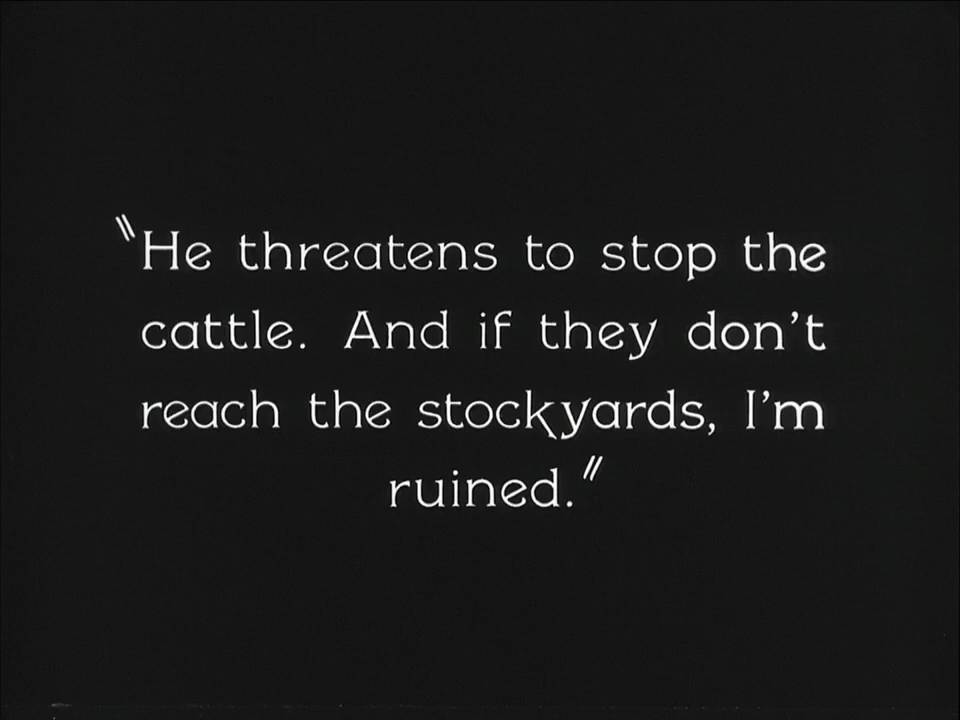 "He threatens to stop the
cattle. And if they don't
reach the stockyards, I'm
ruined."